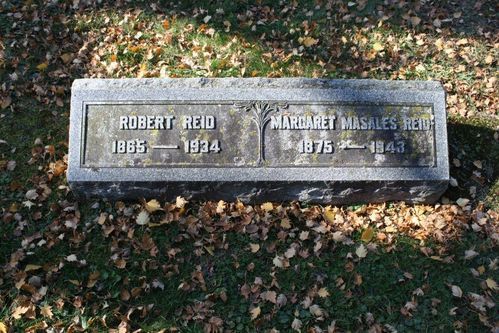 ROBERT REID
1865 — 1934
MARGARET MASALES REID
1875 — 1943